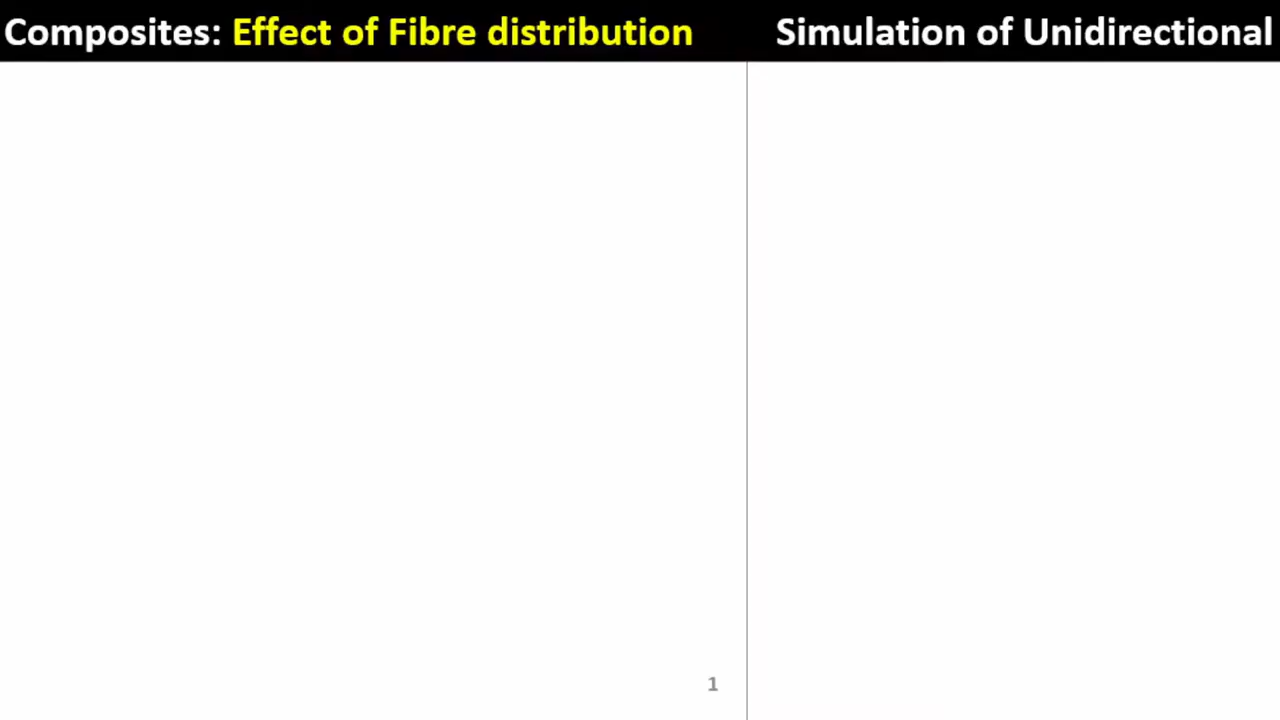 Composites: Effect of Fibre distribution
Simulation of Unidirectional
1